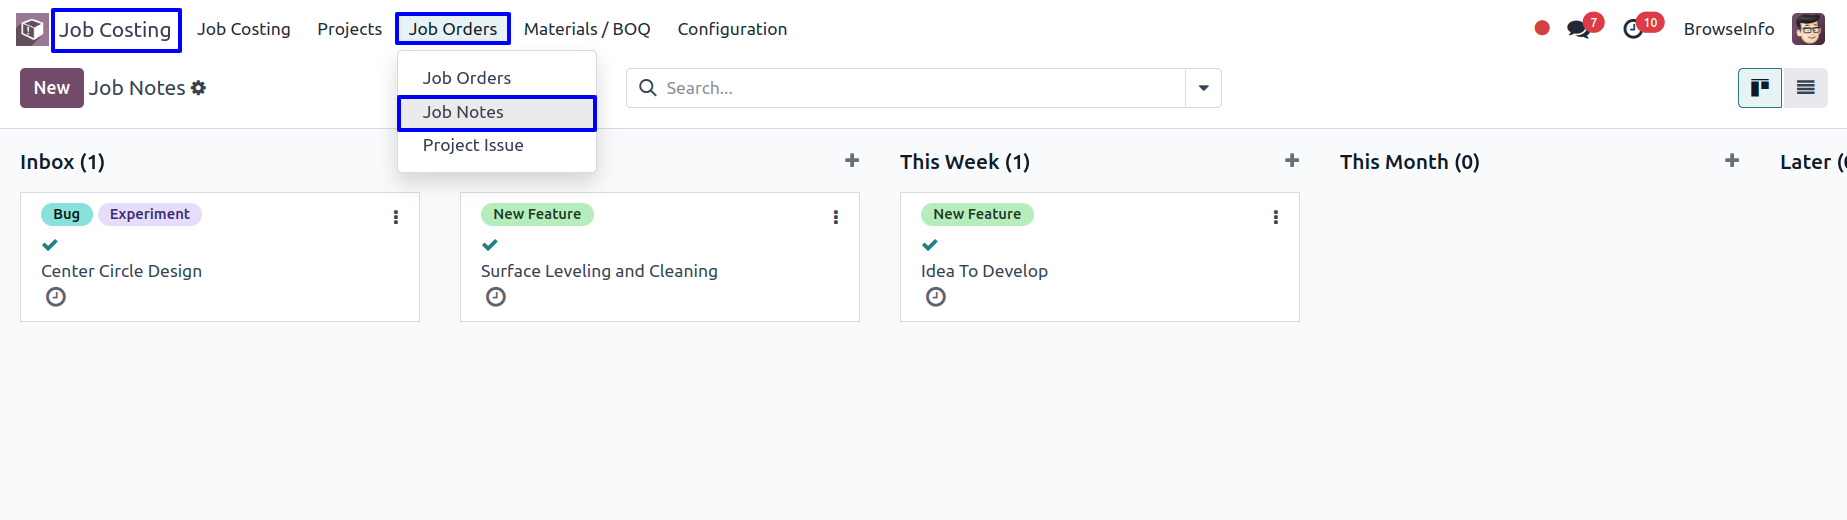 Job Costing Job Costing Projects Job Orders Materials / BOQ Configuration 7 10 BrowseInfo
New Job Notes Search...
Job Orders
Job Notes
Project Issue
Inbox (1) This Week (1) This Month (0) Later
Bug Experiment New Feature New Feature
Center Circle Design Surface Leveling and Cleaning Idea To Develop